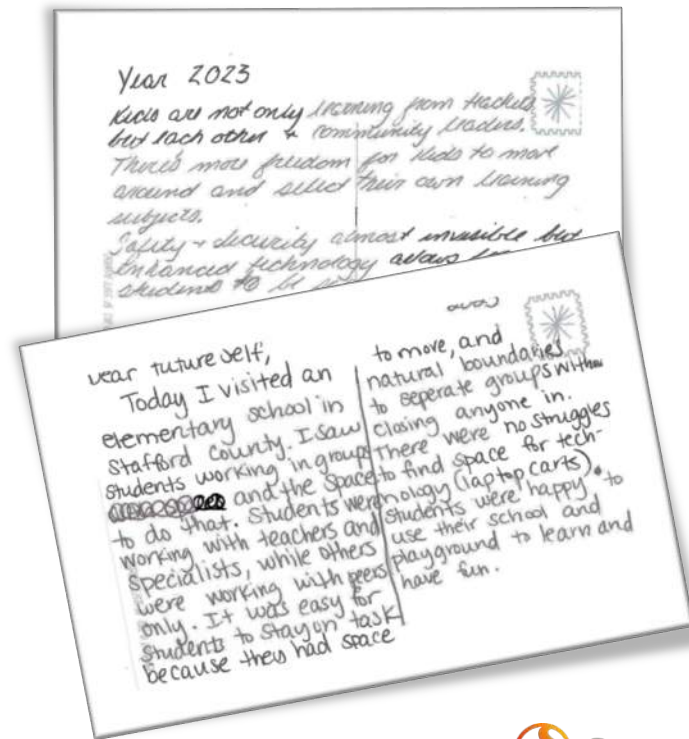 Year 2023
Kids are not only learning from teachers
but each other + community leaders.
There's more freedom for kids to move
around and select their own learning
subjects.
Safety + security almost invisible but
enhanced technology allows
students to be
Dear Future Self,
Today I visited an
elementary school in
Stafford County. I saw
students working in groups
and the space
to do that. Students were
working with teachers and
specialists, while others
were working with peers
only. It was easy for
students to stay on task
because they had space
to move, and
natural boundaries
to seperate groups without
closing anyone in.
There were no struggles
to find space for tech-
nology (laptop carts).
Students were happy to
use their school and
playground to learn and
have fun.